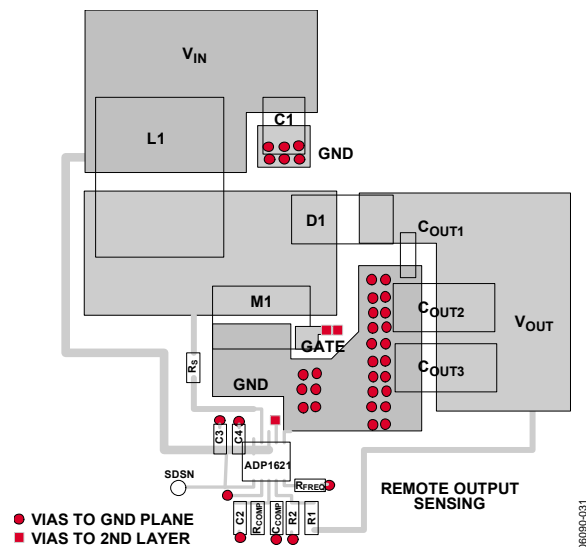 VIN
L1
C1
GND
D1
COUT1
M1
COUT2
VOUT
GATE
RS
COUT3
GND
C3
C4
SDSN
ADP1621
RFREQ
REMOTE OUTPUT
SENSING
C2
RCOMP
CCOMP
R2
R1
VIAS TO GND PLANE
VIAS TO 2ND LAYER
06090-031